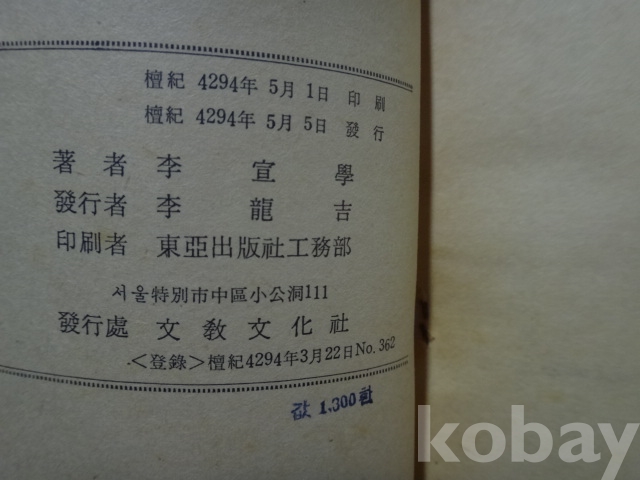 檀紀 4294年 5月 1日 印 刷
檀紀 4294年 5月 5日 發 行
著 者 李 宣 學
發行者 李 龍 吉
印刷者 東亞出版社工務部
서울特別市中區小公洞111
發行處 文 敎 文 化 社
<登錄>檀紀4294年3月22日No.362
값 1,300환
kobay